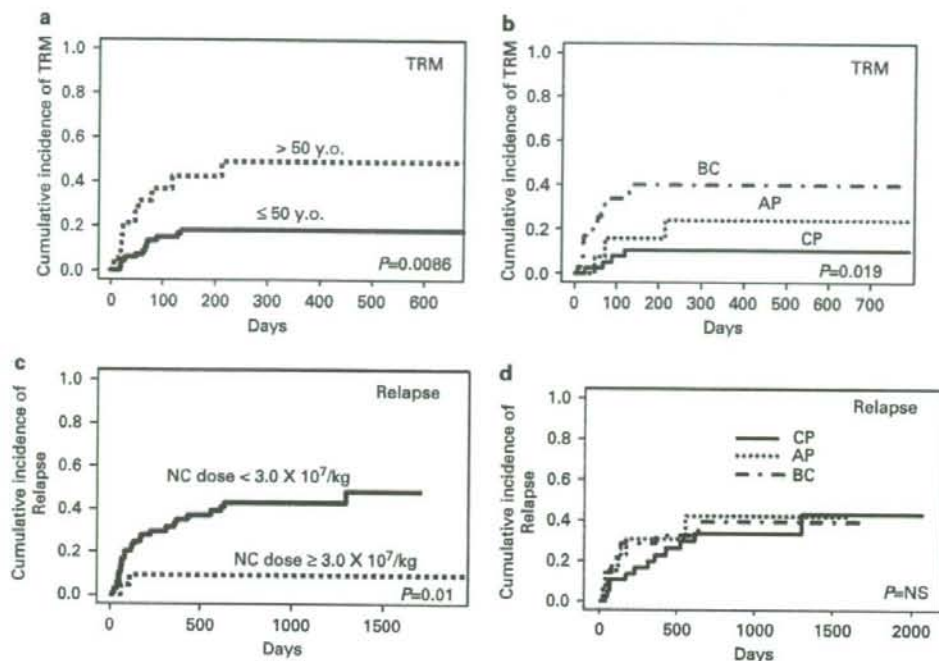 a
1.0
0.8
0.6
0.4
0.2
0.0
Cumulative incidence of TRM
TRM
> 50 y.o.
≤ 50 y.o.
P=0.0086
0 100 200 300 400 500 600
Days
b
1.0
0.8
0.6
0.4
0.2
0.0
Cumulative incidence of TRM
TRM
BC
AP
CP
P=0.019
0 100 200 300 400 500 600 700
Days
c
1.0
0.8
0.6
0.4
0.2
0.0
Cumulative incidence of
Relapse
Relapse
NC dose < 3.0 X 10⁷/kg
NC dose ≥ 3.0 X 10⁷/kg
P=0.01
0 500 1000 1500
Days
d
1.0
0.8
0.6
0.4
0.2
0.0
Cumulative incidence of
Relapse
Relapse
CP
AP
BC
P=NS
0 500 1000 1500 2000
Days